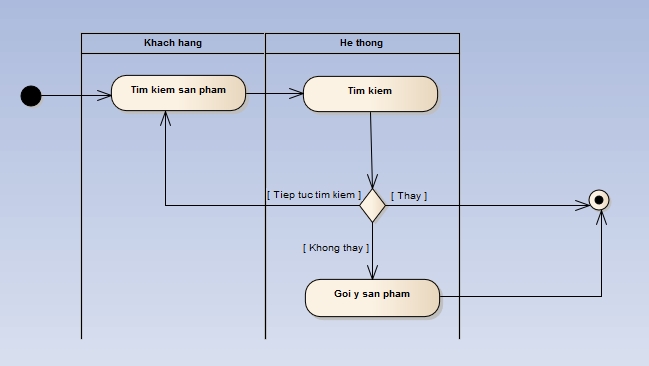 Khach hang
He thong
Tim kiem san pham
Tim kiem
[ Tiep tuc tim kiem ]
[ Thay ]
[ Khong thay ]
Goi y san pham